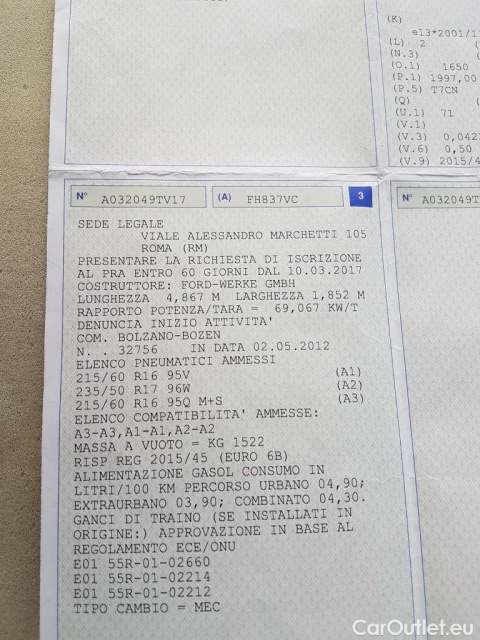 (K)
e13*2001/1
(L) 2
(N.3)
(O.1) 1650
(P.1) 1997,00
(P.5) T7CN
(Q)
(U.1) 71
(V.1)
(V.3) 0,042
(V.6) 0,50
(V.9) 2015/4
N° A032049TV17 (A) FH837VC 3
N° A032049T
SEDE LEGALE
VIALE ALESSANDRO MARCHETTI 105
ROMA (RM)
PRESENTARE LA RICHIESTA DI ISCRIZIONE
AL PRA ENTRO 60 GIORNI DAL 10.03.2017
COSTRUTTORE: FORD-WERKE GMBH
LUNGHEZZA 4,867 M LARGHEZZA 1,852 M
RAPPORTO POTENZA/TARA = 69,067 KW/T
DENUNCIA INIZIO ATTIVITA'
COM. BOLZANO-BOZEN
N. . 32756 IN DATA 02.05.2012
ELENCO PNEUMATICI AMMESSI
215/60 R16 95V (A1)
235/50 R17 96W (A2)
215/60 R16 95Q M+S (A3)
ELENCO COMPATIBILITA' AMMESSE:
A3-A3,A1-A1,A2-A2
MASSA A VUOTO = KG 1522
RISP REG 2015/45 (EURO 6B)
ALIMENTAZIONE GASOL CONSUMO IN
LITRI/100 KM PERCORSO URBANO 04,90;
EXTRAURBANO 03,90; COMBINATO 04,30.
GANCI DI TRAINO (SE INSTALLATI IN
ORIGINE:) APPROVAZIONE IN BASE AL
REGOLAMENTO ECE/ONU
E01 55R-01-02660
E01 55R-01-02214
E01 55R-01-02212
TIPO CAMBIO = MEC
CarOutlet.eu